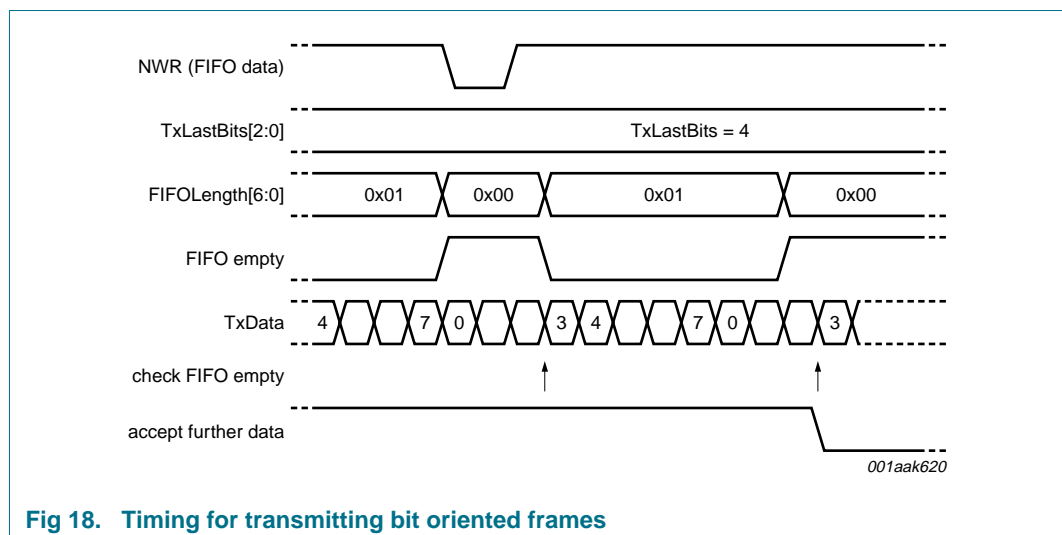 NWR (FIFO data)
TxLastBits[2:0]
TxLastBits = 4
FIFOLength[6:0]
0x01
0x00
0x01
0x00
FIFO empty
TxData
4 7 0 3 4 7 0 3
check FIFO empty
accept further data
001aak620
Fig 18. Timing for transmitting bit oriented frames